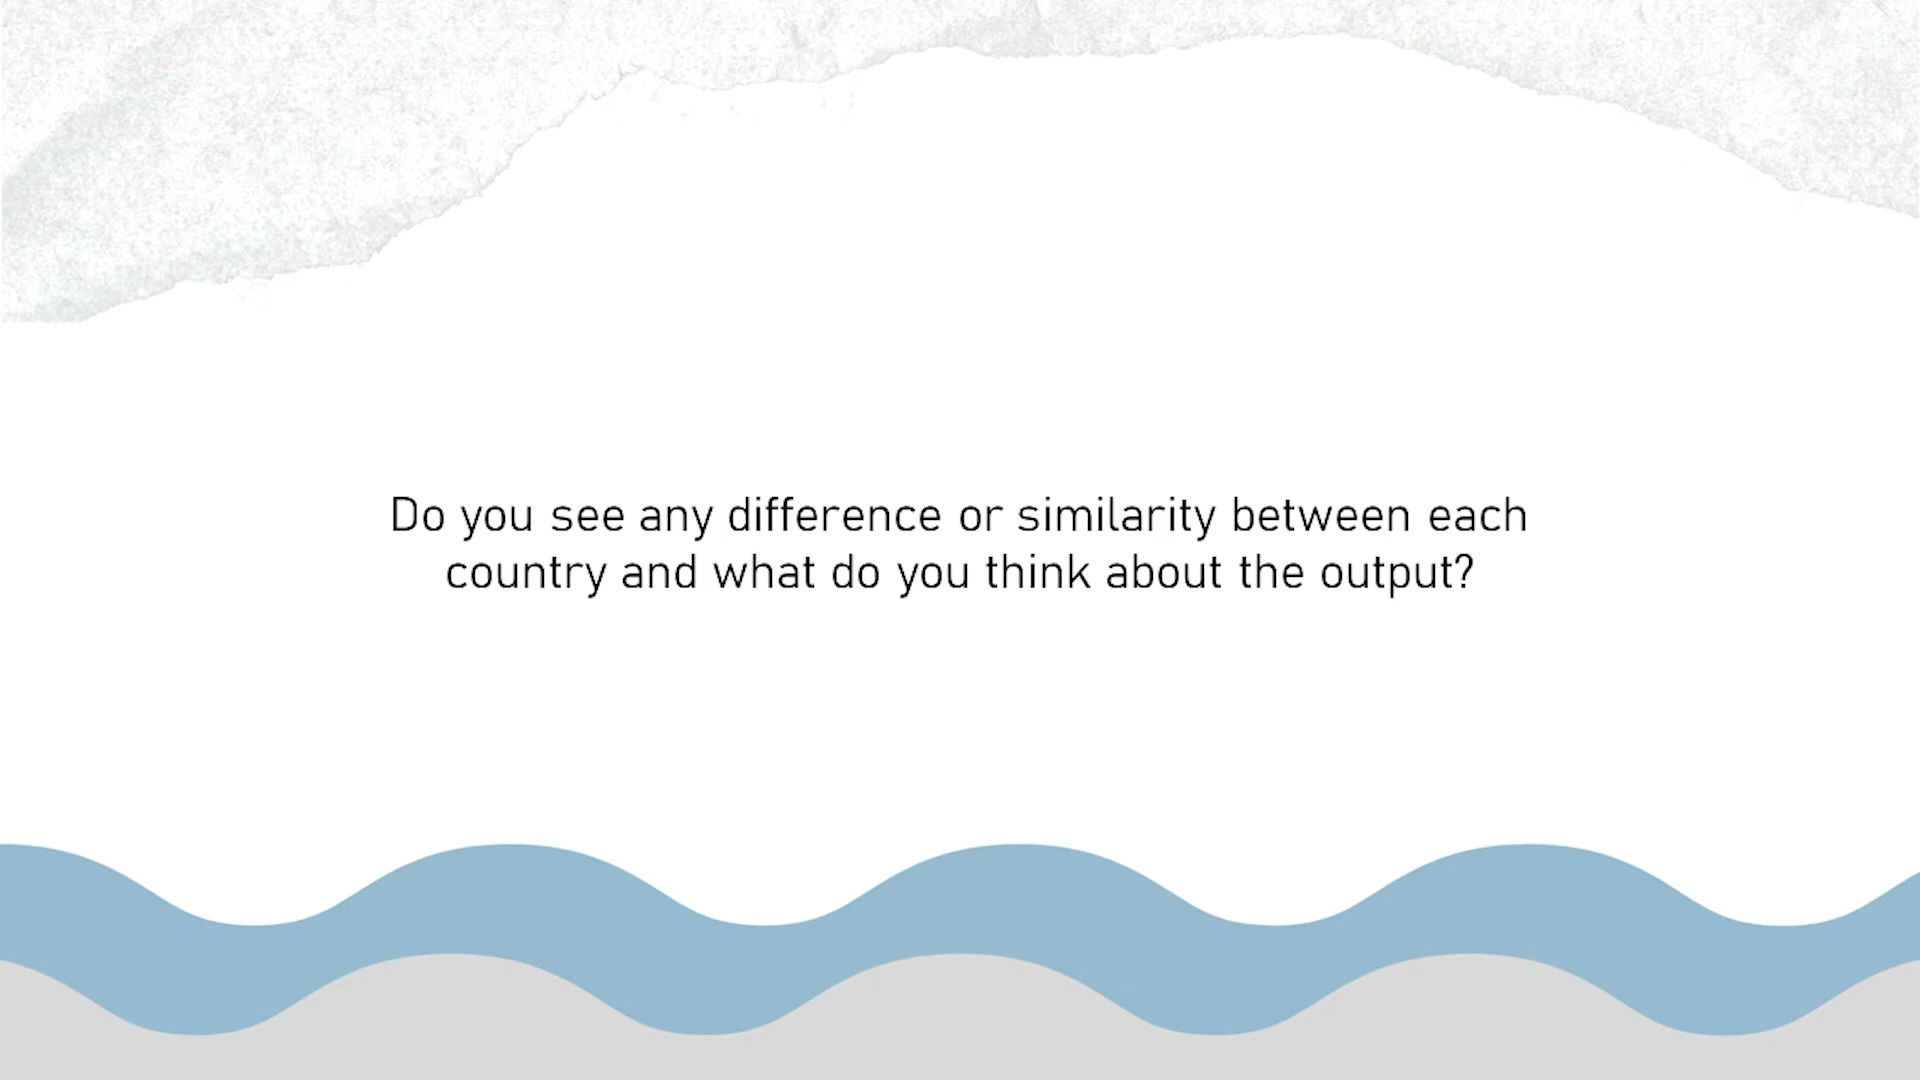 Do you see any difference or similarity between each
country and what do you think about the output?